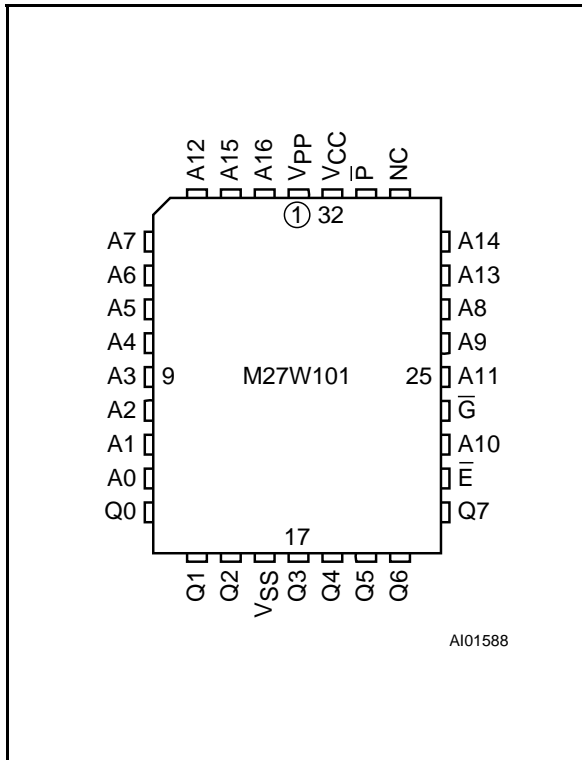 A12 A15 A16 VPP VCC P̅ NC
1 32
A7 A14
A6 A13
A5 A8
A4 A9
A3 9 M27W101 25 A11
A2 G̅
A1 A10
A0 E̅
Q0 Q7
17
Q1 Q2 VSS Q3 Q4 Q5 Q6
AI01588